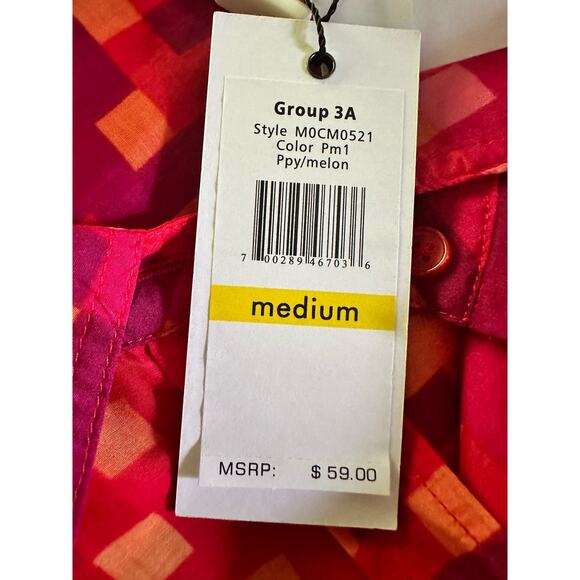 Group 3A
Style M0CM0521
Color Pm1
Ppy/melon
7 00289 46703 6
medium
MSRP: $ 59.00